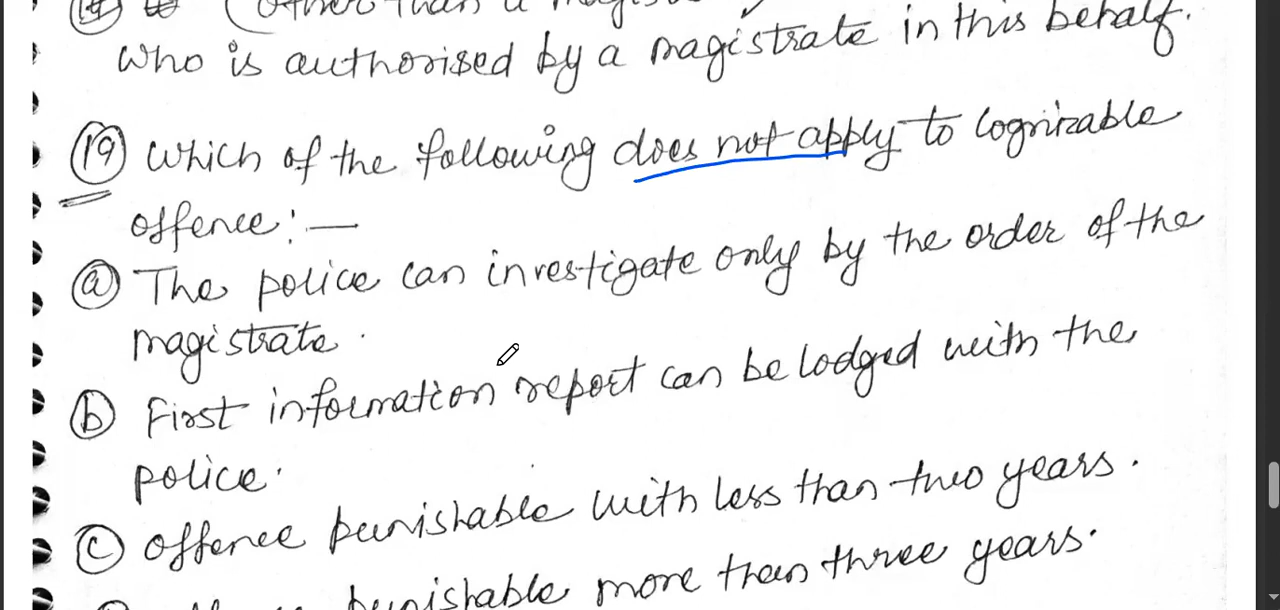 (other than a
who is authorised by a magistrate in this behalf.
19 Which of the following does not apply to Cognizable
offence:—
a The police can investigate only by the order of the
magistrate.
b First information report can be lodged with the
police.
c offence punishable with less than two years.
punishable more than three years.